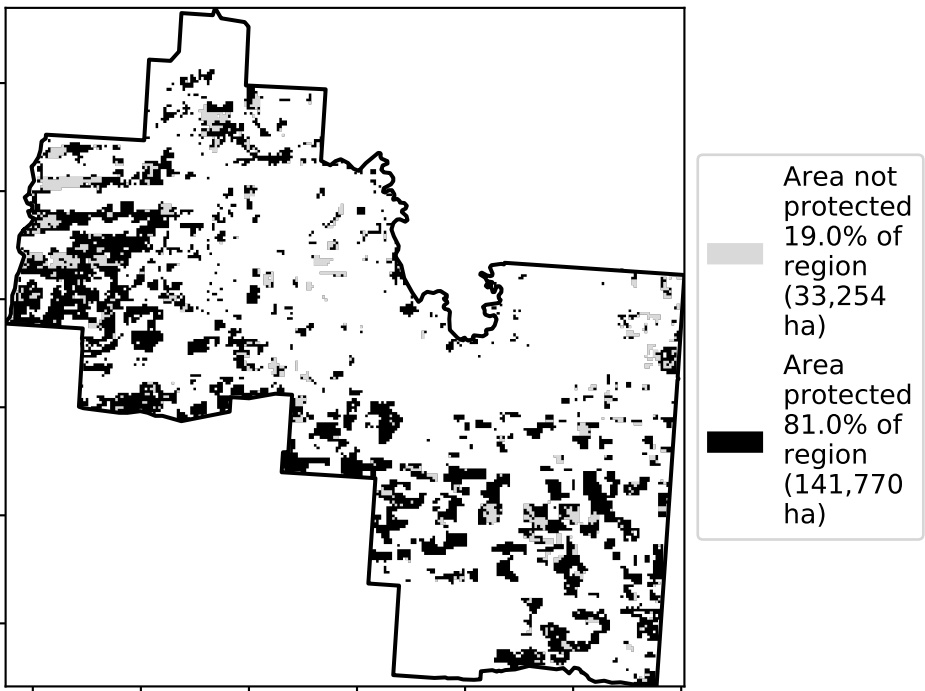 Area not
protected
19.0% of
region
(33,254
ha)
Area
protected
81.0% of
region
(141,770
ha)